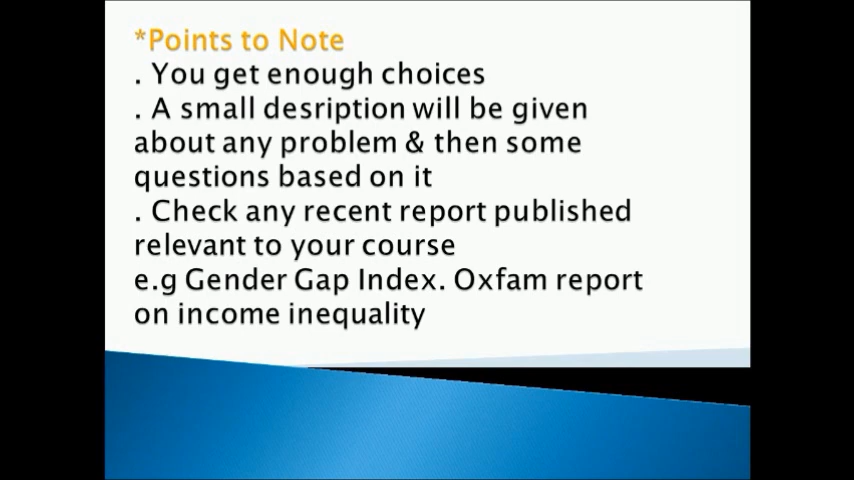 *Points to Note
. You get enough choices
. A small desription will be given
about any problem & then some
questions based on it
. Check any recent report published
relevant to your course
e.g Gender Gap Index. Oxfam report
on income inequality